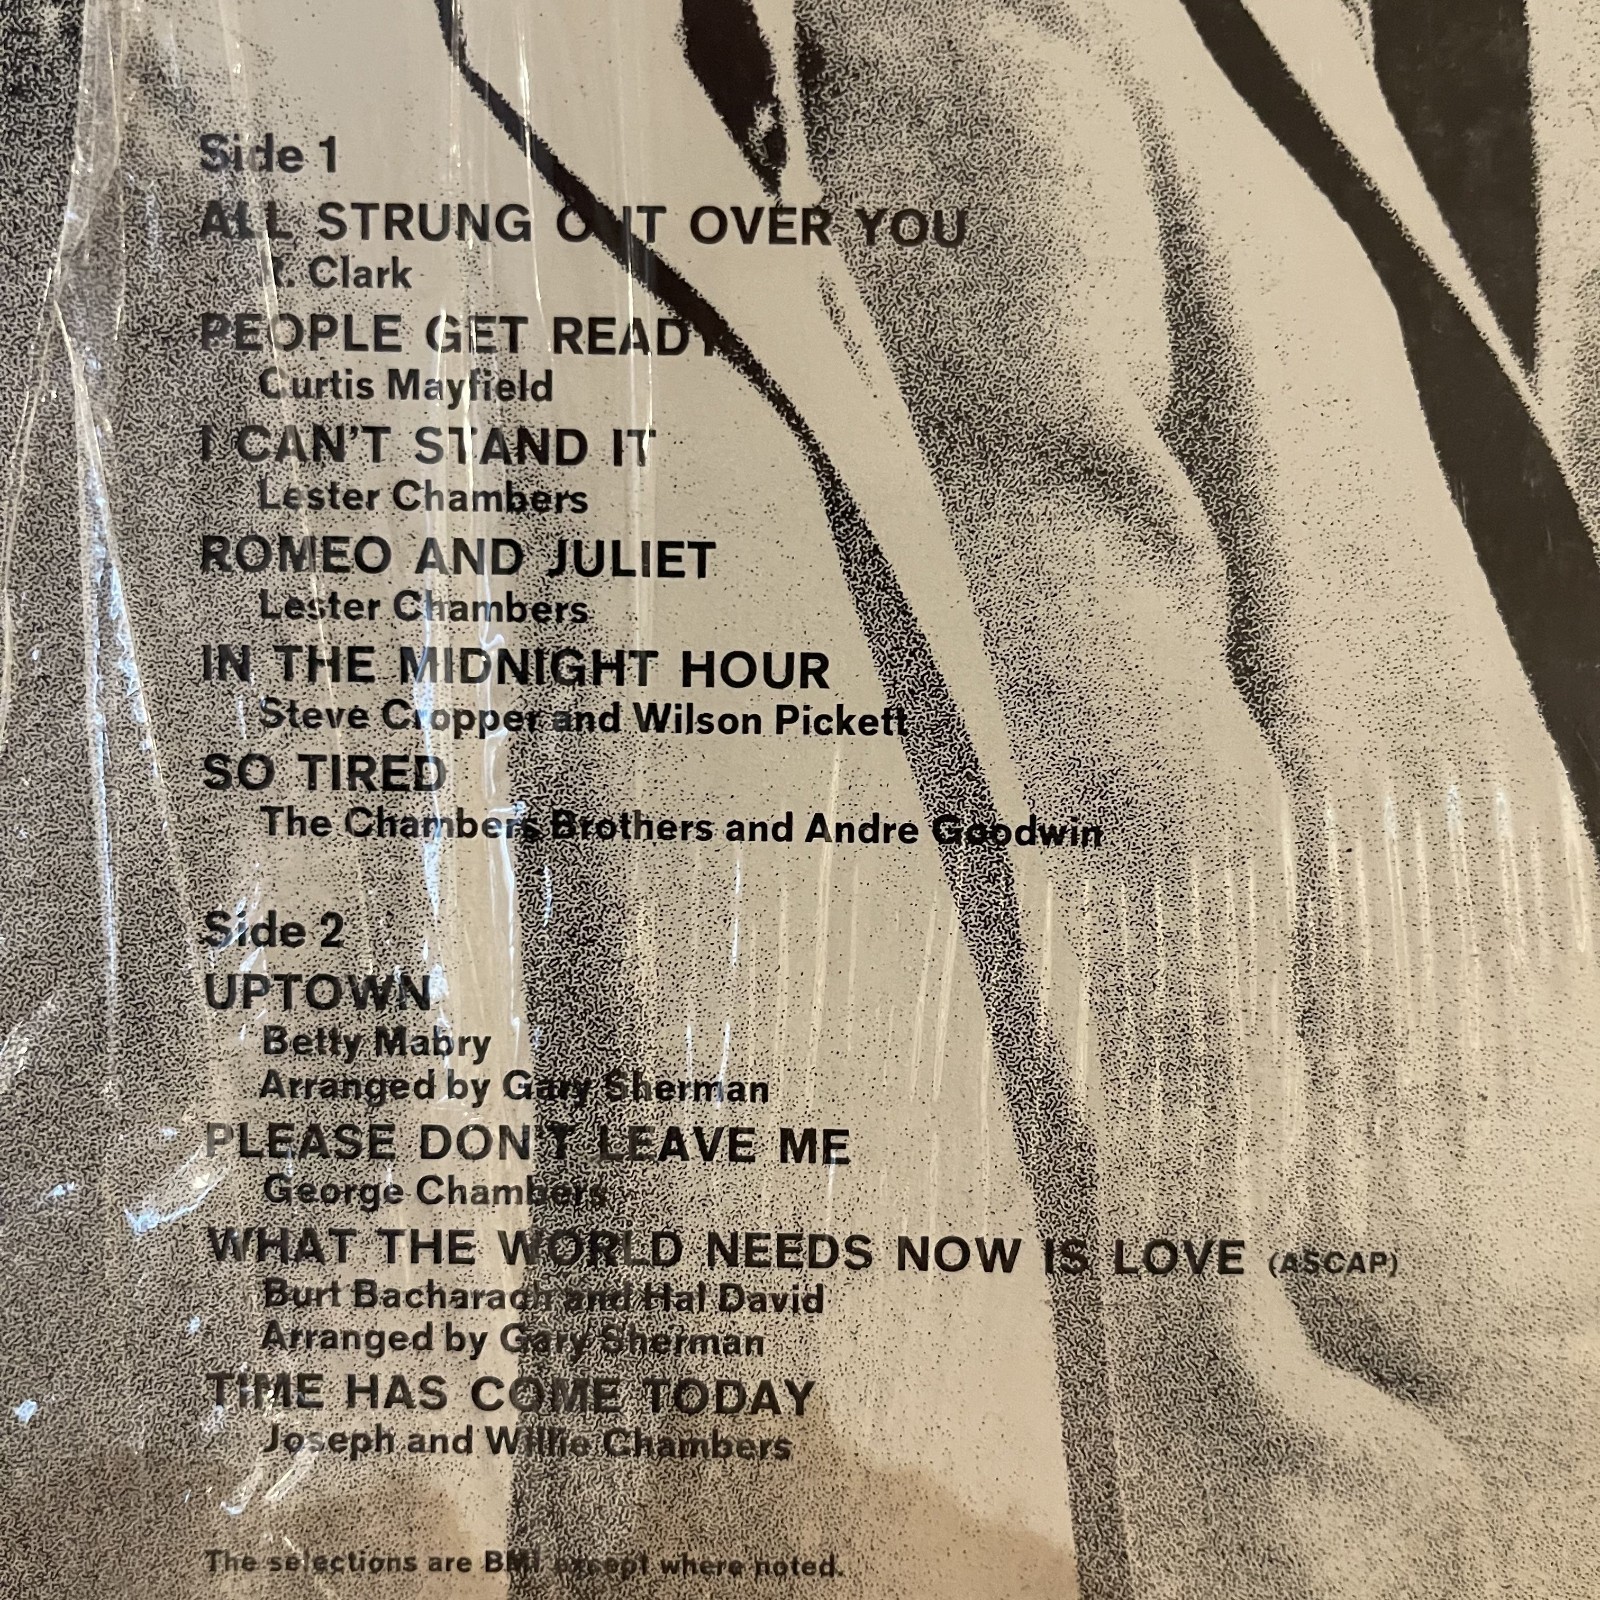 Side 1
ALL STRUNG OUT OVER YOU
R. Clark
PEOPLE GET READY
Curtis Mayfield
I CAN'T STAND IT
Lester Chambers
ROMEO AND JULIET
Lester Chambers
IN THE MIDNIGHT HOUR
Steve Cropper and Wilson Pickett
SO TIRED
The Chambers Brothers and Andre Goodwin
Side 2
UPTOWN
Betty Mabry
Arranged by Gary Sherman
PLEASE DON'T LEAVE ME
George Chambers
WHAT THE WORLD NEEDS NOW IS LOVE (ASCAP)
Burt Bacharach and Hal David
Arranged by Gary Sherman
TIME HAS COME TODAY
Joseph and Willie Chambers
The selections are BMI except where noted.